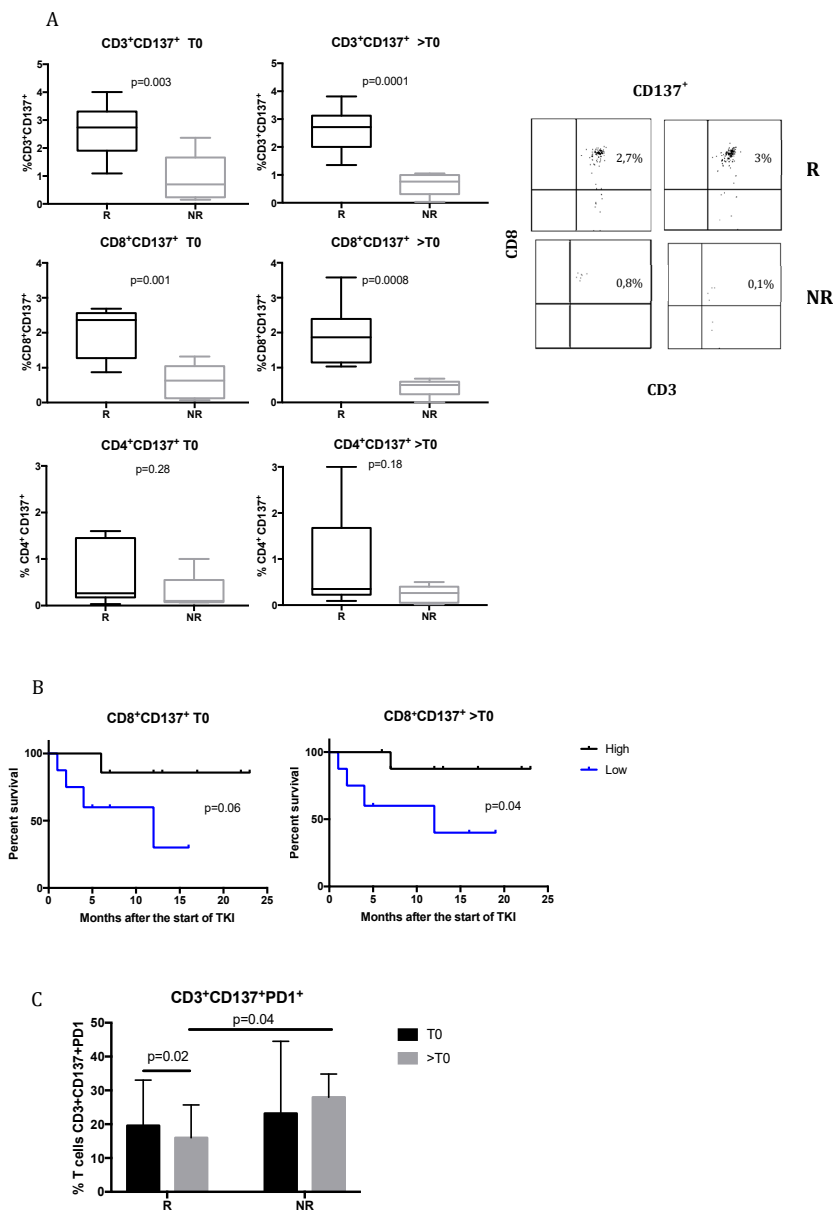 A
CD3+CD137+ T0
p=0.003
%CD3+CD137+
5
4
3
2
1
0
R
NR
CD3+CD137+ >T0
p=0.0001
%CD3+CD137+
5
4
3
2
1
0
R
NR
CD137+
2,7%
3%
R
CD8
0,8%
0,1%
NR
CD3
CD8+CD137+ T0
p=0.001
%CD8+CD137+
4
3
2
1
0
R
NR
CD8+CD137+ >T0
p=0.0008
%CD8+CD137+
4
3
2
1
0
R
NR
CD4+CD137+ T0
p=0.28
% CD4+ CD137+
3
2
1
0
R
NR
CD4+CD137+ >T0
p=0.18
% CD4+ CD137+
3
2
1
0
R
NR
B
CD8+CD137+ T0
Percent survival
100
50
0
p=0.06
0 5 10 15 20 25
Months after the start of TKI
CD8+CD137+ >T0
Percent survival
100
50
0
p=0.04
0 5 10 15 20 25
Months after the start of TKI
High
Low
C
CD3+CD137+PD1+
% T cells CD3+CD137+PD1
50
40
30
20
10
0
p=0.02
p=0.04
R
NR
T0
>T0